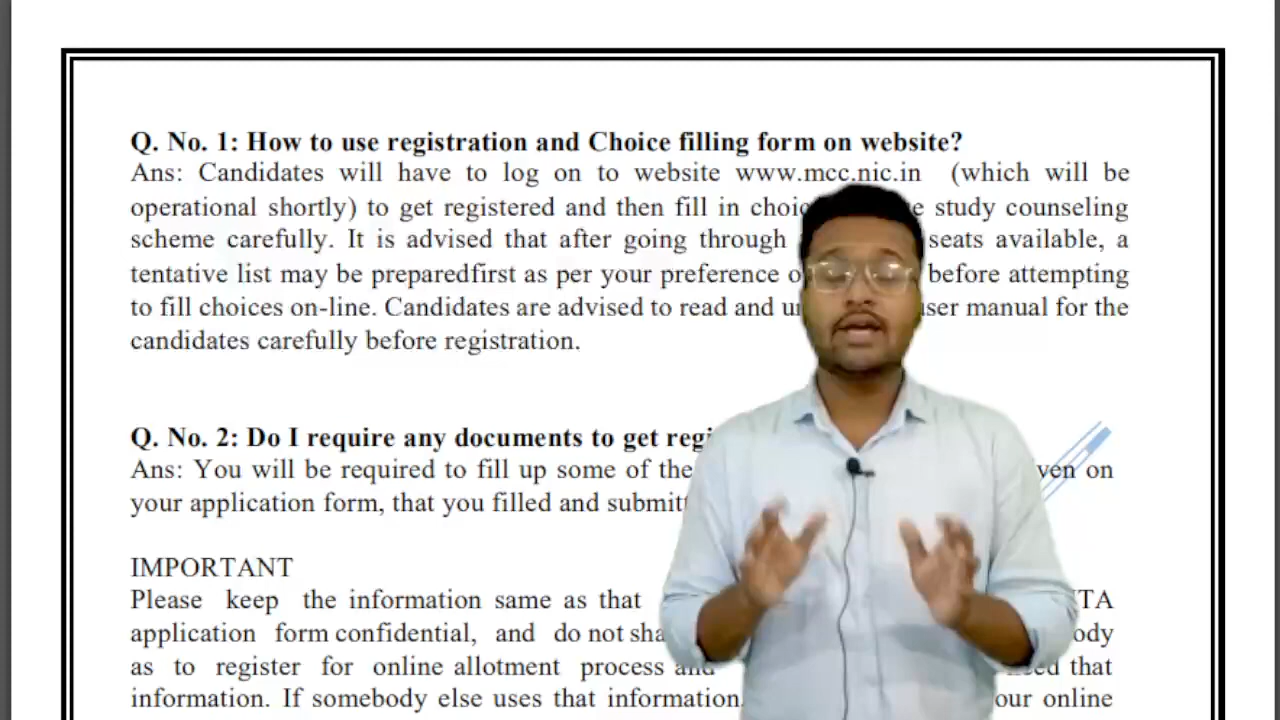 Q. No. 1: How to use registration and Choice filling form on website?
Ans: Candidates will have to log on to website www.mcc.nic.in (which will be
operational shortly) to get registered and then fill in study counseling
scheme carefully. It is advised that after going through seats available, a
tentative list may be preparedfirst as per your preference before attempting
to fill choices on-line. Candidates are advised to read and manual for the
candidates carefully before registration.
Q. No. 2: Do I require any documents to get
Ans: You will be required to fill up some of the on
your application form, that you filled and
IMPORTANT
Please keep the information same as that
application form confidential, and do not
as to register for online allotment process that
information. If somebody else uses that information. online